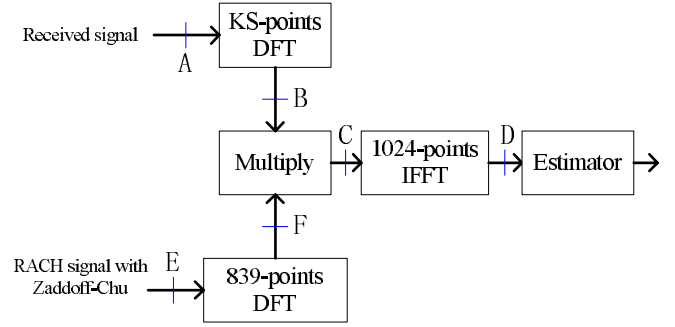 Received signal
A
KS-points
DFT
B
Multiply
C
1024-points
IFFT
D
Estimator
F
RACH signal with
Zaddoff-Chu
E
839-points
DFT